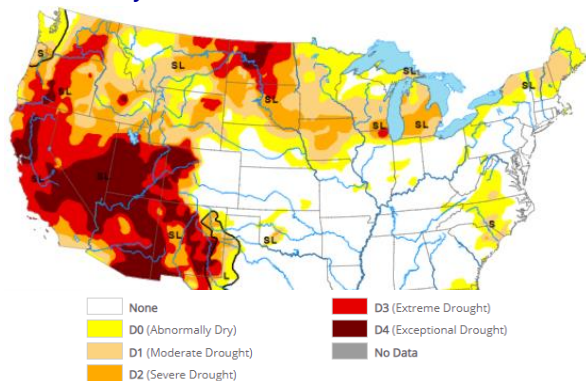 S
SL
SL
SL
SL
SL
SL
SL
SL
S
SL
SL
L
None
D0 (Abnormally Dry)
D1 (Moderate Drought)
D2 (Severe Drought)
D3 (Extreme Drought)
D4 (Exceptional Drought)
No Data